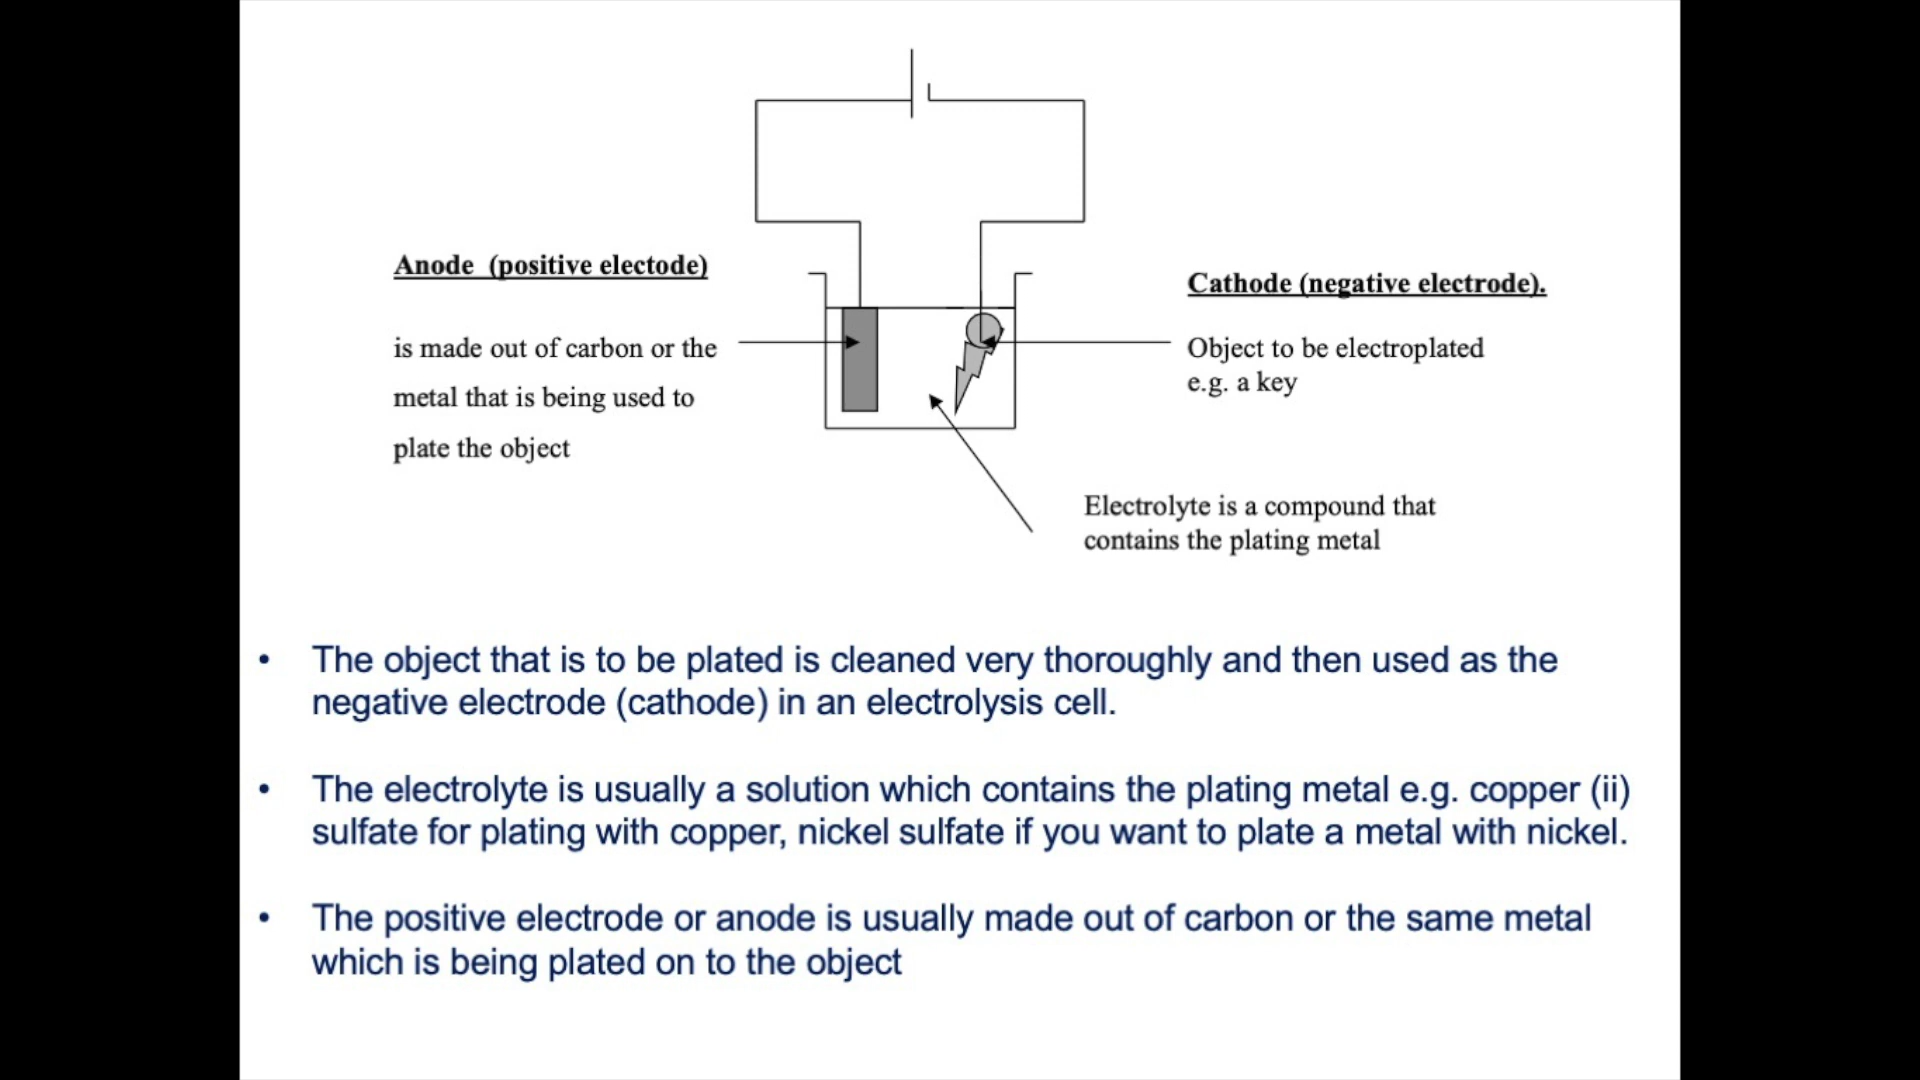 Anode  (positive electode)
is made out of carbon or the
metal that is being used to
plate the object
Cathode (negative electrode).
Object to be electroplated
e.g. a key
Electrolyte is a compound that
contains the plating metal
• The object that is to be plated is cleaned very thoroughly and then used as the
negative electrode (cathode) in an electrolysis cell.
• The electrolyte is usually a solution which contains the plating metal e.g. copper (ii)
sulfate for plating with copper, nickel sulfate if you want to plate a metal with nickel.
• The positive electrode or anode is usually made out of carbon or the same metal
which is being plated on to the object